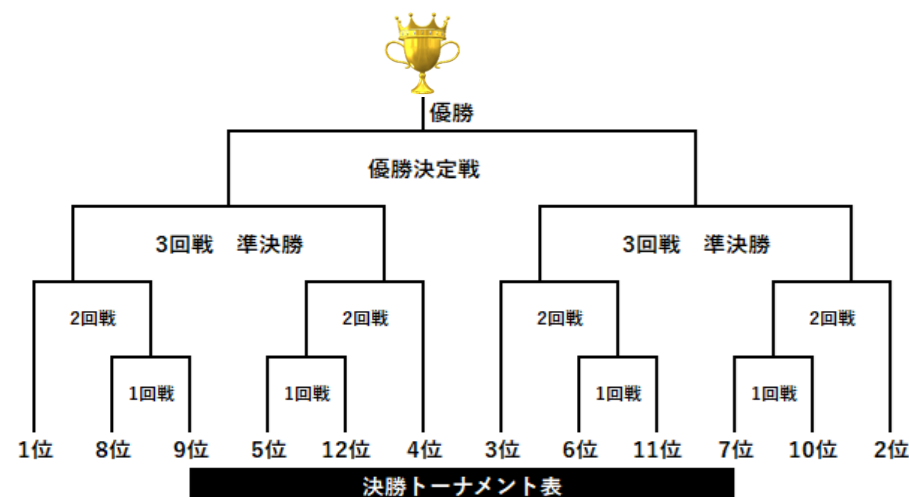 優勝
優勝決定戦
3回戦 準決勝 3回戦 準決勝
2回戦 2回戦 2回戦 2回戦
1回戦 1回戦 1回戦 1回戦
1位 8位 9位 5位 12位 4位 3位 6位 11位 7位 10位 2位
決勝トーナメント表